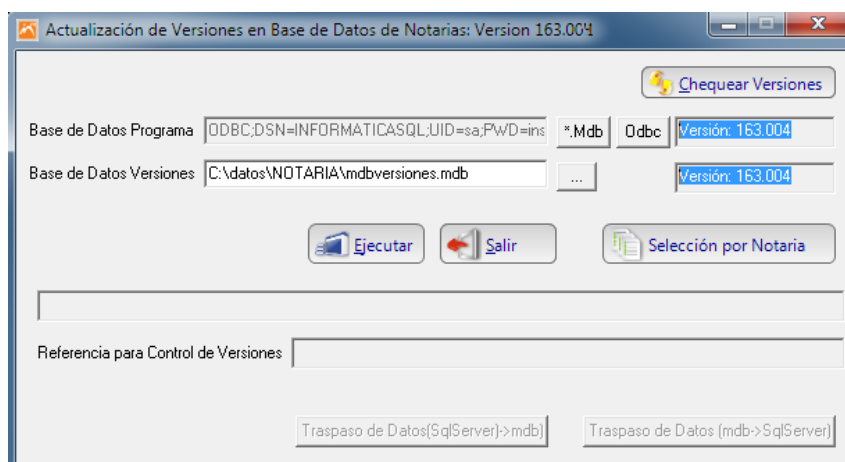 Actualización de Versiones en Base de Datos de Notarias: Version 163.004
Chequear Versiones
Base de Datos Programa ODBC;DSN=INFORMATICASQL;UID=sa;PWD=ins *.Mdb Odbc Versión: 163.004
Base de Datos Versiones C:\datos\NOTARIA\mdbversiones.mdb ... Versión: 163.004
Ejecutar Salir Selección por Notaria
Referencia para Control de Versiones
Traspaso de Datos(SqlServer)->mdb) Traspaso de Datos (mdb->SqlServer)